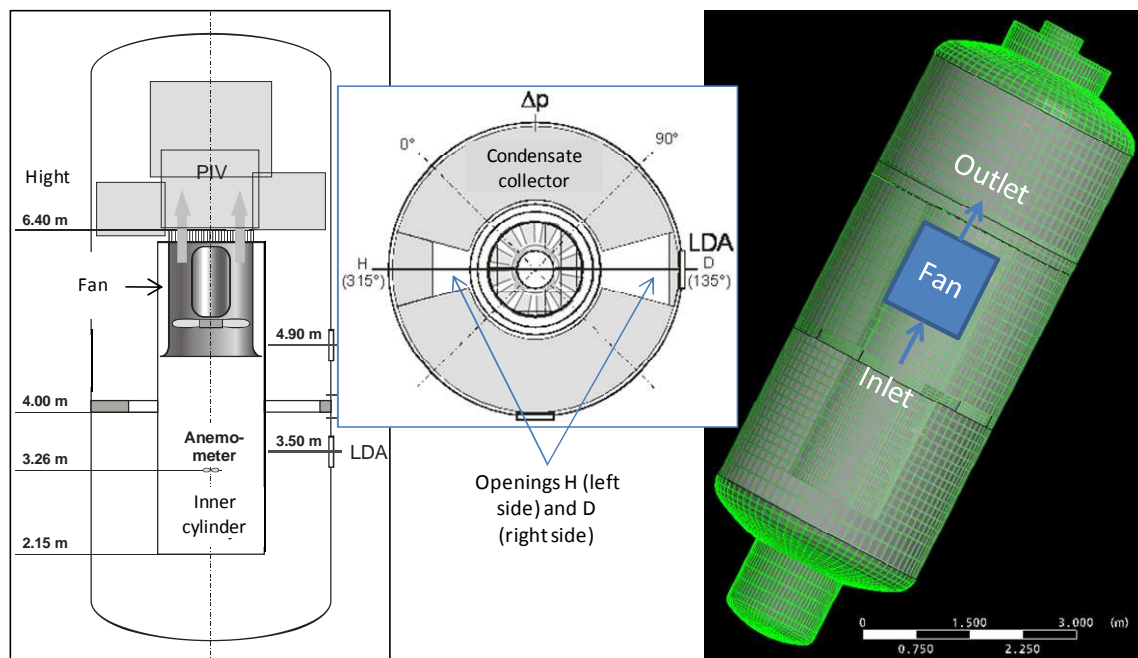 Hight
6.40 m
Fan
4.00 m
3.26 m
2.15 m
PIV
4.90 m
3.50 m
LDA
Anemo-
meter
Inner
cylinder
Δp
0°
90°
Condensate
collector
H
(315°)
LDA
D
(135°)
Openings H (left
side) and D
(right side)
Outlet
Fan
Inlet
0 1.500 3.000 (m)
0.750 2.250